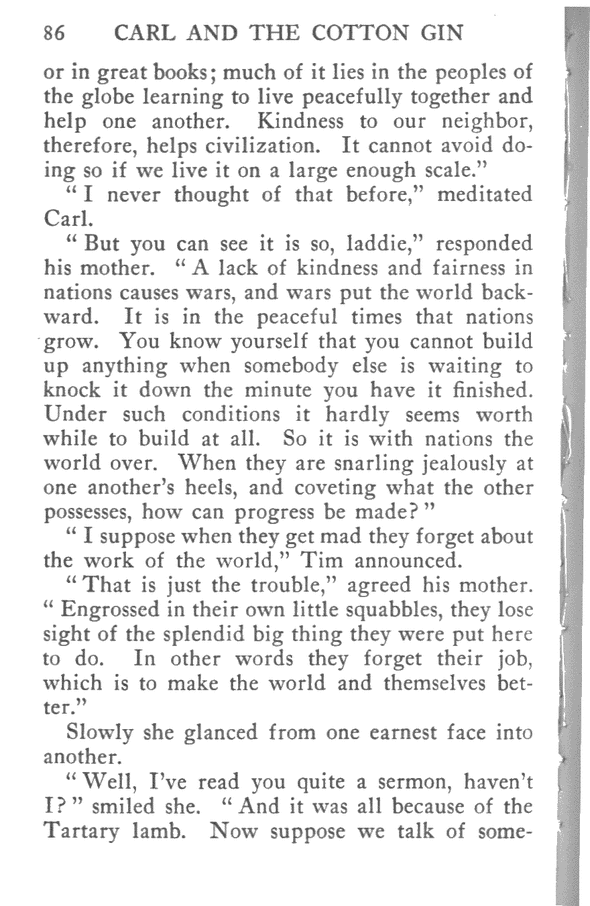 86 CARL AND THE COTTON GIN
or in great books; much of it lies in the peoples of
the globe learning to live peacefully together and
help one another. Kindness to our neighbor,
therefore, helps civilization. It cannot avoid do-
ing so if we live it on a large enough scale.”
“ I never thought of that before,” meditated
Carl.
“ But you can see it is so, laddie,” responded
his mother. “ A lack of kindness and fairness in
nations causes wars, and wars put the world back-
ward. It is in the peaceful times that nations
grow. You know yourself that you cannot build
up anything when somebody else is waiting to
knock it down the minute you have it finished.
Under such conditions it hardly seems worth
while to build at all. So it is with nations the
world over. When they are snarling jealously at
one another’s heels, and coveting what the other
possesses, how can progress be made? ”
“ I suppose when they get mad they forget about
the work of the world,” Tim announced.
“ That is just the trouble,” agreed his mother.
“ Engrossed in their own little squabbles, they lose
sight of the splendid big thing they were put here
to do. In other words they forget their job,
which is to make the world and themselves bet-
ter.”
Slowly she glanced from one earnest face into
another.
“ Well, I’ve read you quite a sermon, haven’t
I? ” smiled she. “ And it was all because of the
Tartary lamb. Now suppose we talk of some-